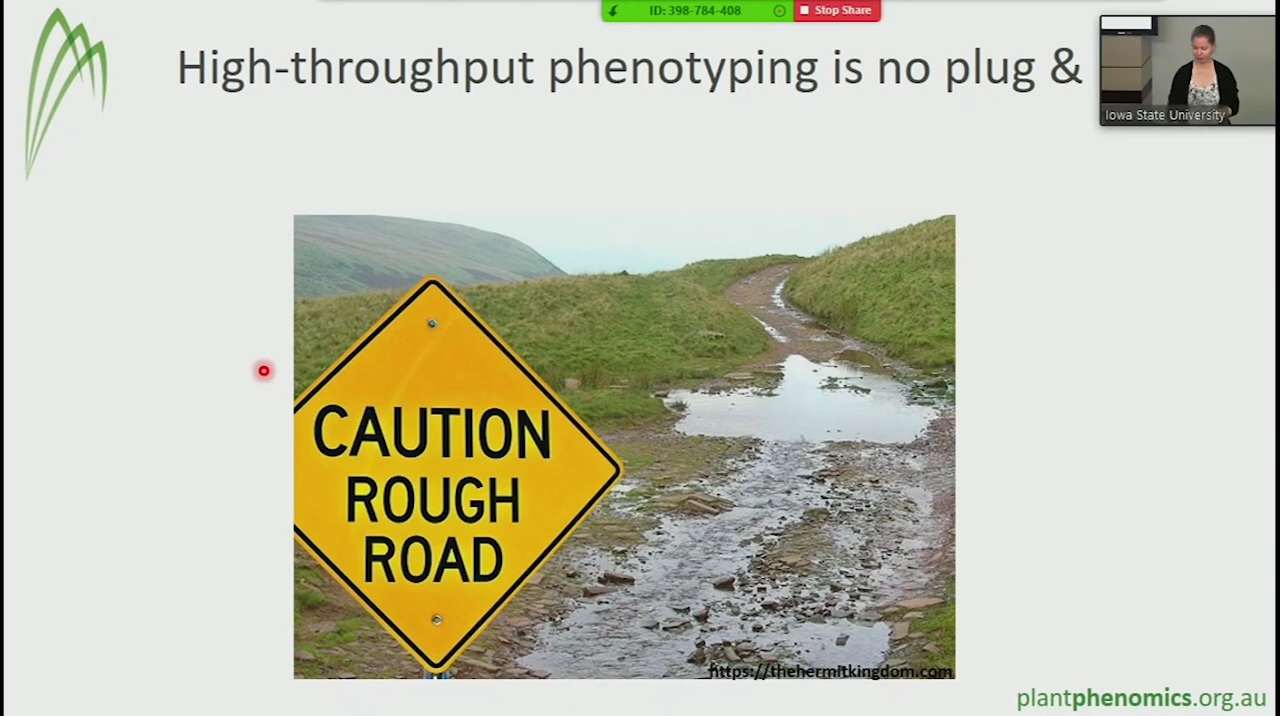 ID: 398-784-408
Stop Share
High-throughput phenotyping is no plug &
Iowa State University
CAUTION
ROUGH
ROAD
https://thehermitkingdom.com
plantphenomics.org.au